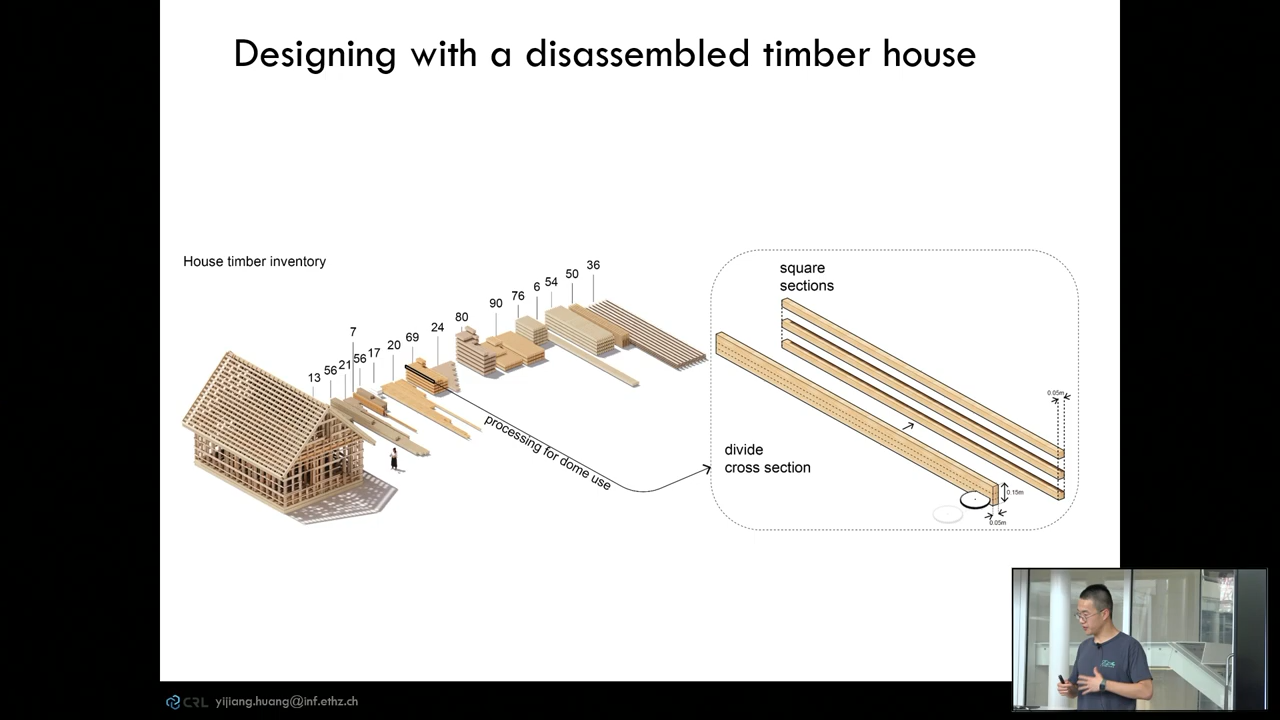 Designing with a disassembled timber house
House timber inventory
13
56
21
7
56
17
20
69
24
80
90
76
6
54
50
36
processing for dome use
square
sections
divide
cross section
0.05m
0.15m
0.05m
CRL yijiang.huang@inf.ethz.ch